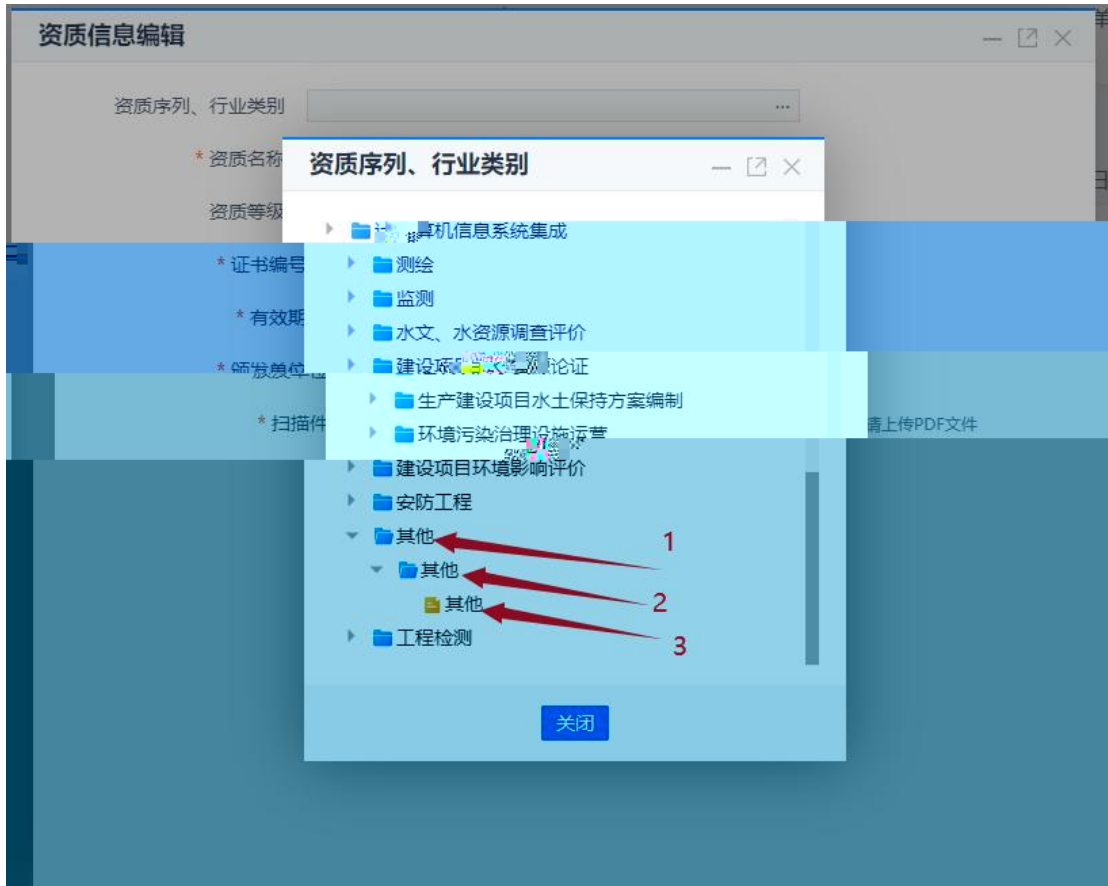 资质信息编辑
资质序列、行业类别
* 资质名称
资质序列、行业类别
资质等级
算机信息系统集成
* 证书编号
测绘
监测
* 有效期
水文、水资源调查评价
建设项
论证
生产建设项目水土保持方案编制
* 扫描件
请上传PDF文件
环境污染治理设施运营
建设项目环境影响评价
安防工程
其他
1
其他
2
其他
3
工程检测
关闭